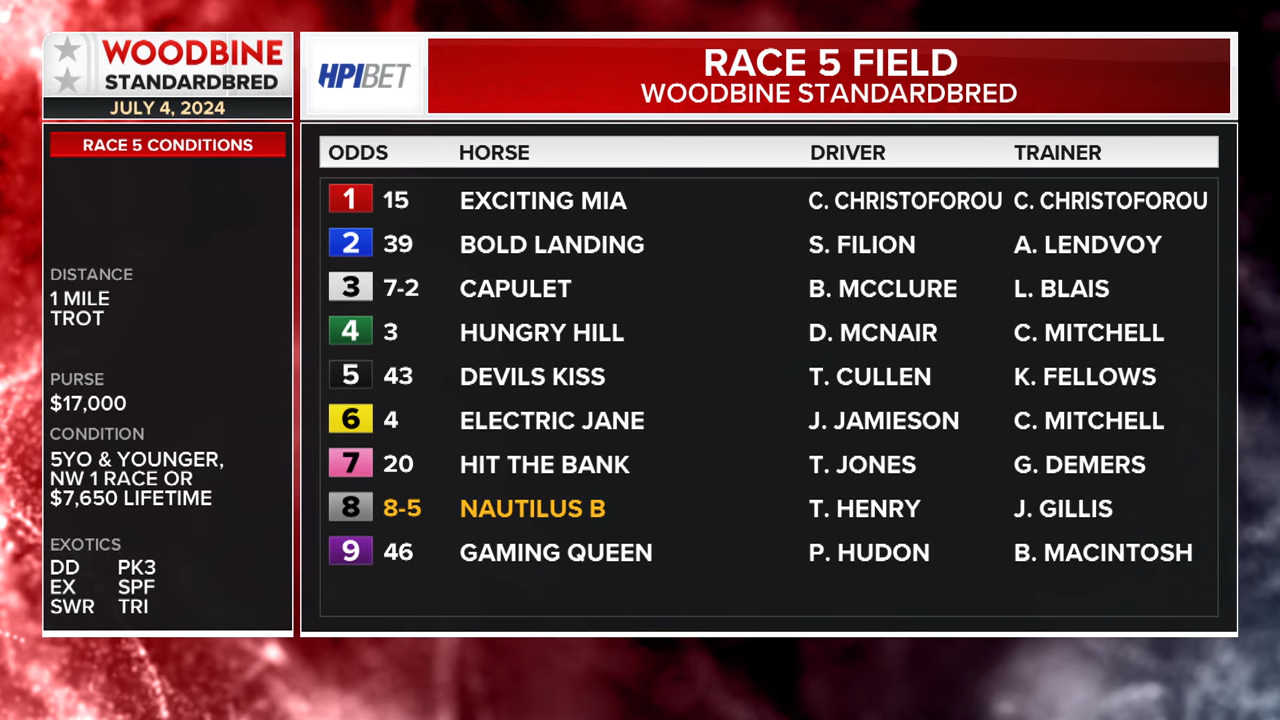 WOODBINE
STANDARDBRED
JULY 4, 2024
RACE 5 CONDITIONS
DISTANCE
1 MILE
TROT
PURSE
$17,000
CONDITION
5YO & YOUNGER,
NW 1 RACE OR
$7,650 LIFETIME
EXOTICS
DD PK3
EX SPF
SWR TRI
HPIBET
RACE 5 FIELD
WOODBINE STANDARDBRED
ODDS HORSE DRIVER TRAINER
1 15 EXCITING MIA C. CHRISTOFOROU C. CHRISTOFOROU
2 39 BOLD LANDING S. FILION A. LENDVOY
3 7-2 CAPULET B. MCCLURE L. BLAIS
4 3 HUNGRY HILL D. MCNAIR C. MITCHELL
5 43 DEVILS KISS T. CULLEN K. FELLOWS
6 4 ELECTRIC JANE J. JAMIESON C. MITCHELL
7 20 HIT THE BANK T. JONES G. DEMERS
8 8-5 NAUTILUS B T. HENRY J. GILLIS
9 46 GAMING QUEEN P. HUDON B. MACINTOSH